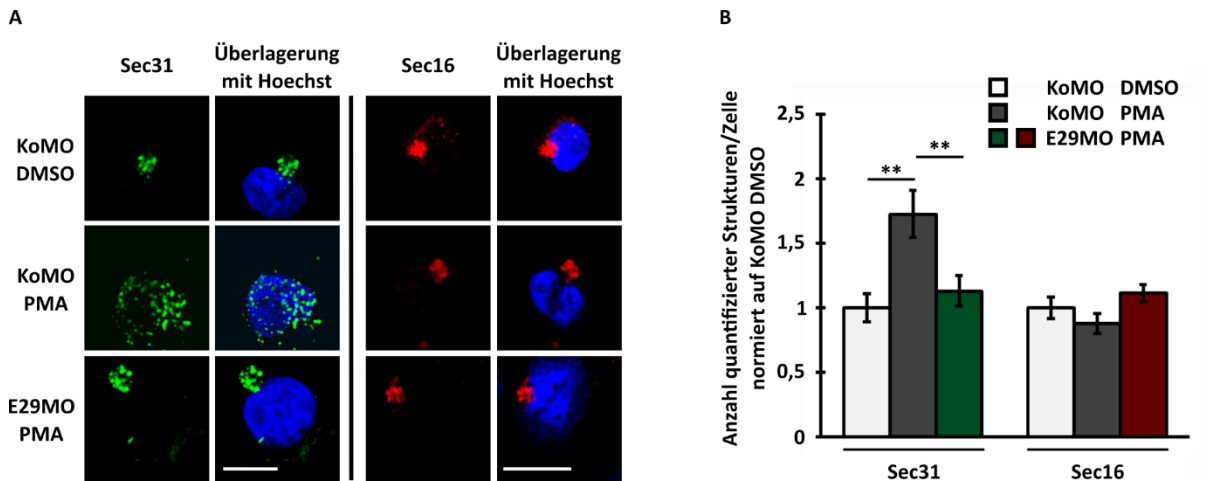 A
Sec31
Überlagerung
mit Hoechst
Sec16
Überlagerung
mit Hoechst
KoMO
DMSO
KoMO
PMA
E29MO
PMA
B
KoMO DMSO
KoMO PMA
E29MO PMA
Anzahl quantifizierter Strukturen/Zelle
normiert auf KoMO DMSO
2,5
2
1,5
1
0,5
0
**
**
Sec31
Sec16